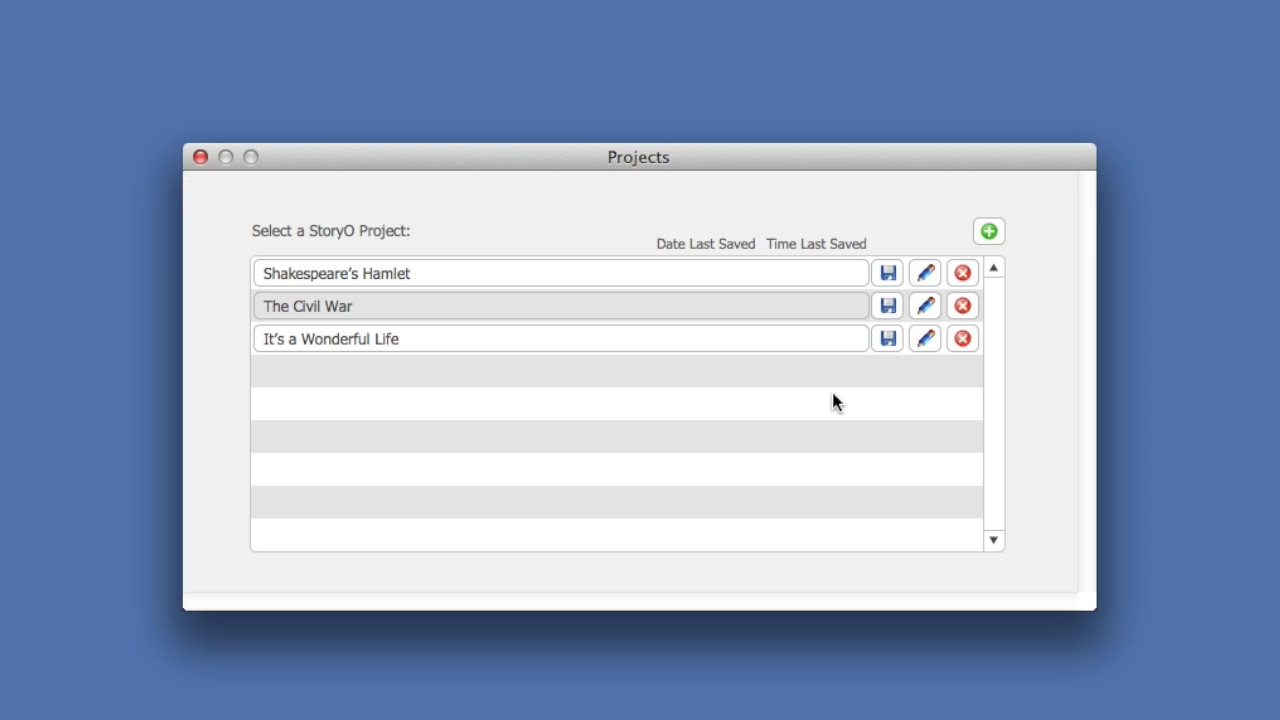 Projects
Select a StoryO Project:
Date Last Saved Time Last Saved
Shakespeare's Hamlet
The Civil War
It's a Wonderful Life